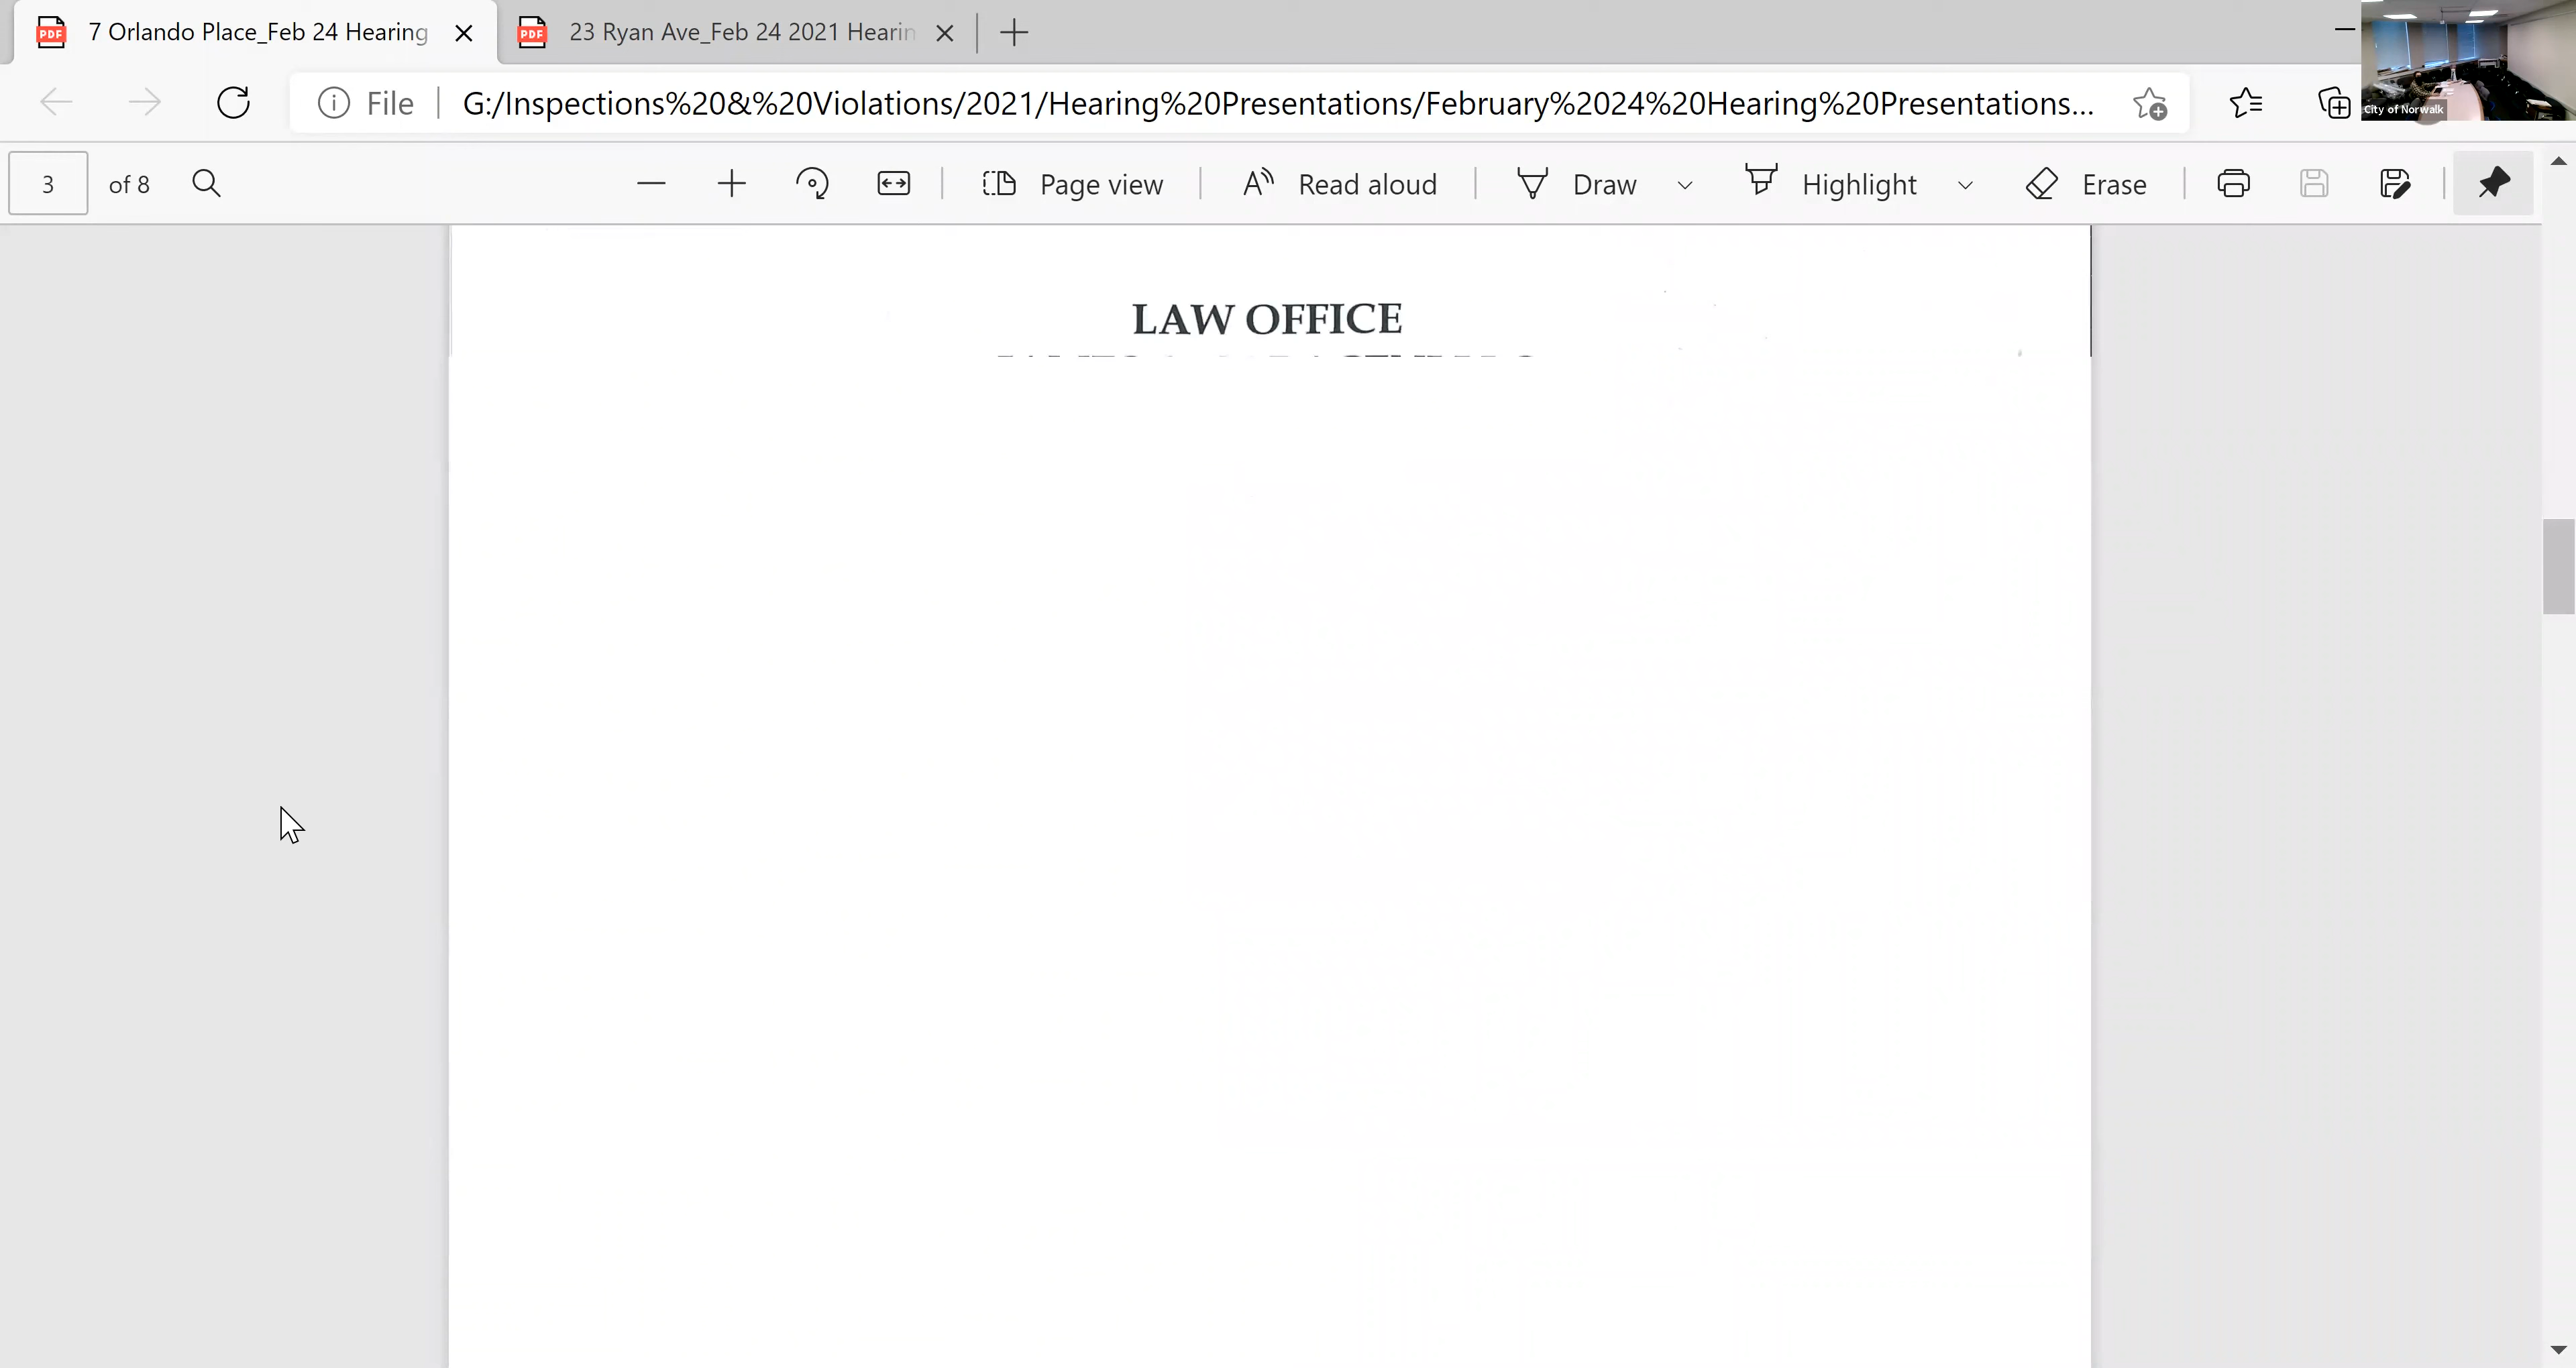 7 Orlando Place_Feb 24 Hearing
23 Ryan Ave_Feb 24 2021 Hearin
File
G:/Inspections%20&%20Violations/2021/Hearing%20Presentations/February%2024%20Hearing%20Presentations...
City of Norwalk
3 of 8
Page view
Read aloud
Draw
Highlight
Erase
LAW OFFICE